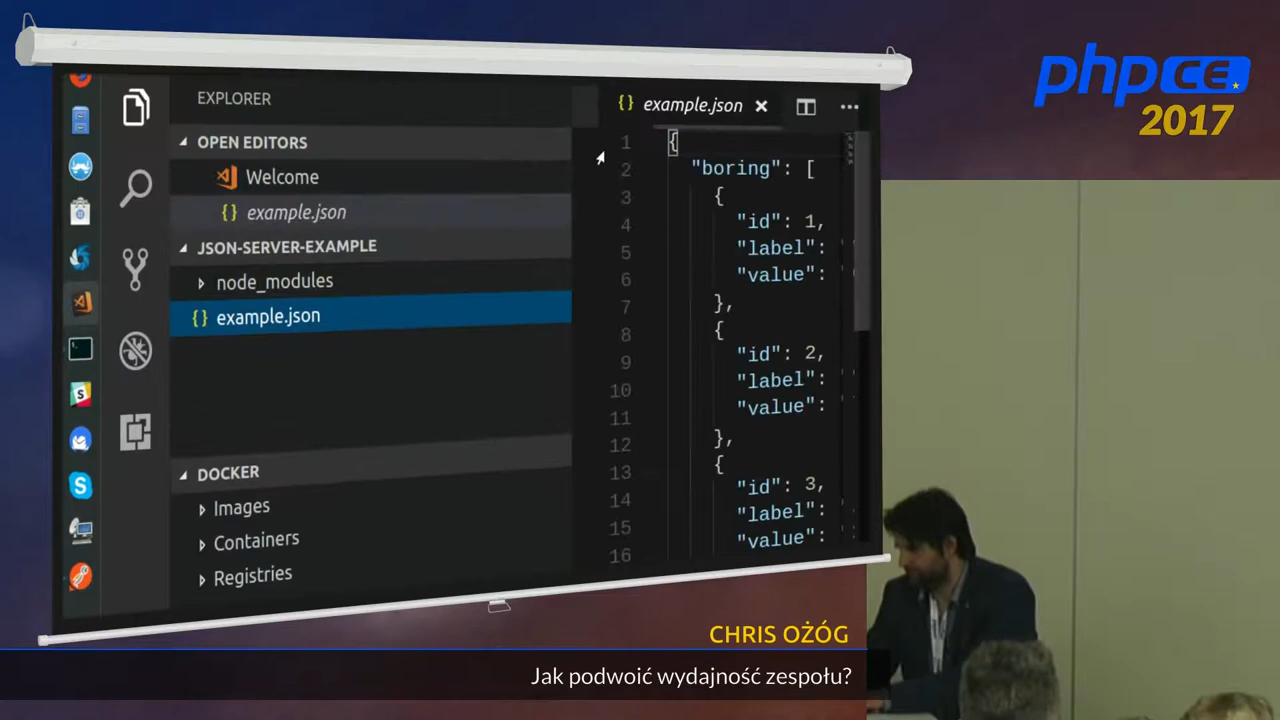 EXPLORER
OPEN EDITORS
Welcome
{} example.json
JSON-SERVER-EXAMPLE
node_modules
{} example.json
DOCKER
Images
Containers
Registries
{} example.json
1 {
2 "boring": [
3 {
4 "id": 1,
5 "label":
6 "value":
7 },
8 {
9 "id": 2,
10 "label":
11 "value":
12 },
13 {
14 "id": 3,
15 "label":
16 "value":
phpCE
2017
CHRIS OŻÓG
Jak podwoić wydajność zespołu?